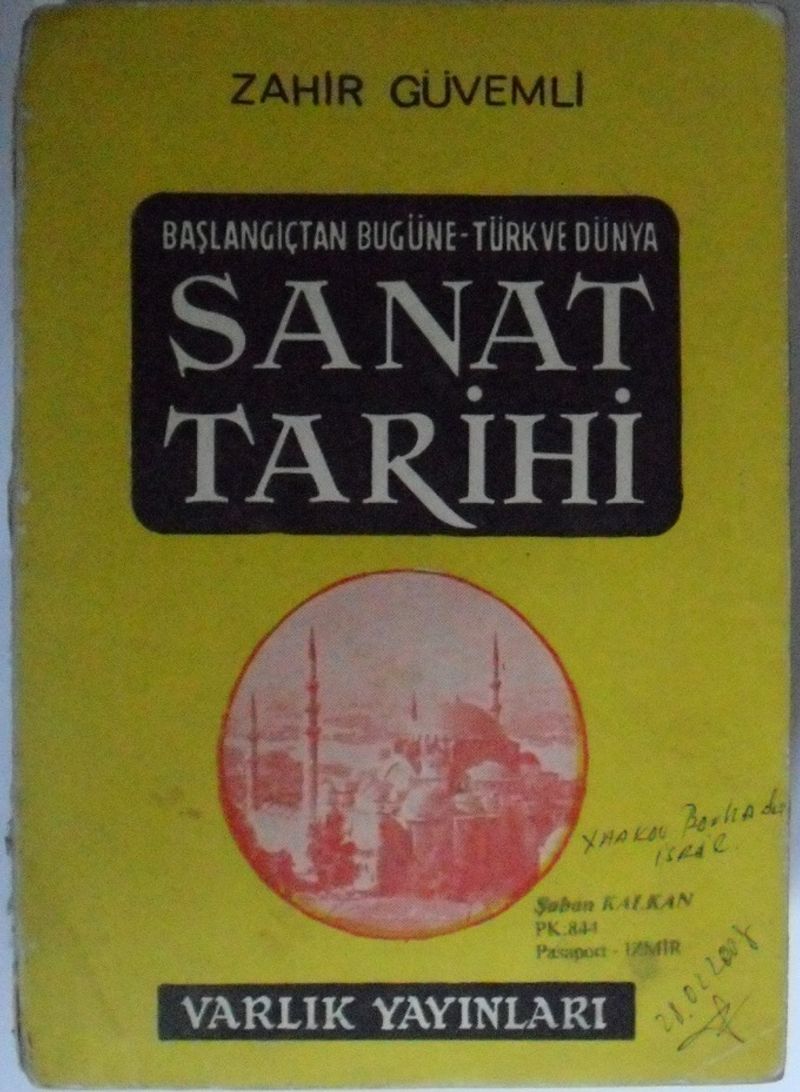 ZAHİR GÜVEMLİ
BAŞLANGIÇTAN BUGÜNE-TÜRK VE DÜNYA
SANAT
TARİHİ
Şaban KALKAN
PK.844
Pasaport - İZMİR
VARLIK YAYINLARI